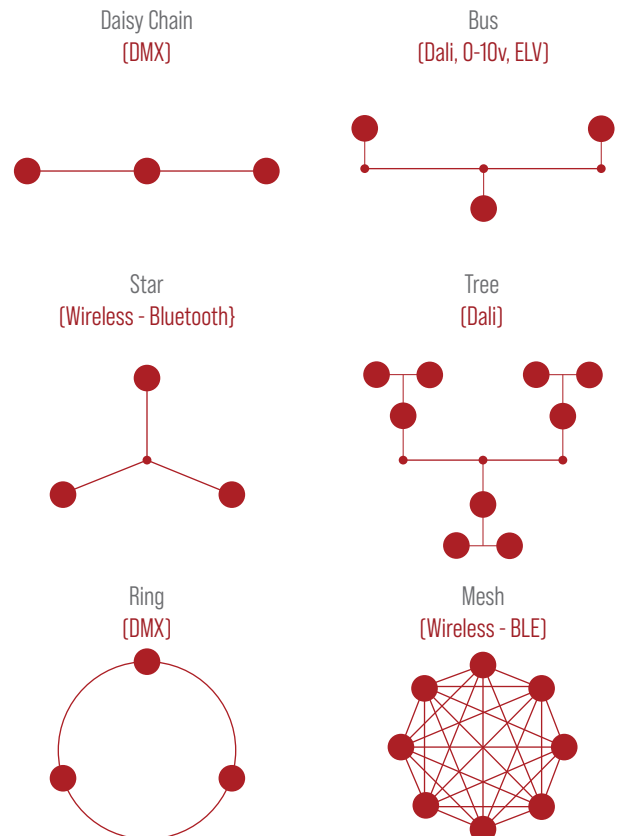 Daisy Chain
(DMX)
Bus
(Dali, 0-10v, ELV)
Star
(Wireless - Bluetooth}
Tree
(Dali)
Ring
(DMX)
Mesh
(Wireless - BLE)